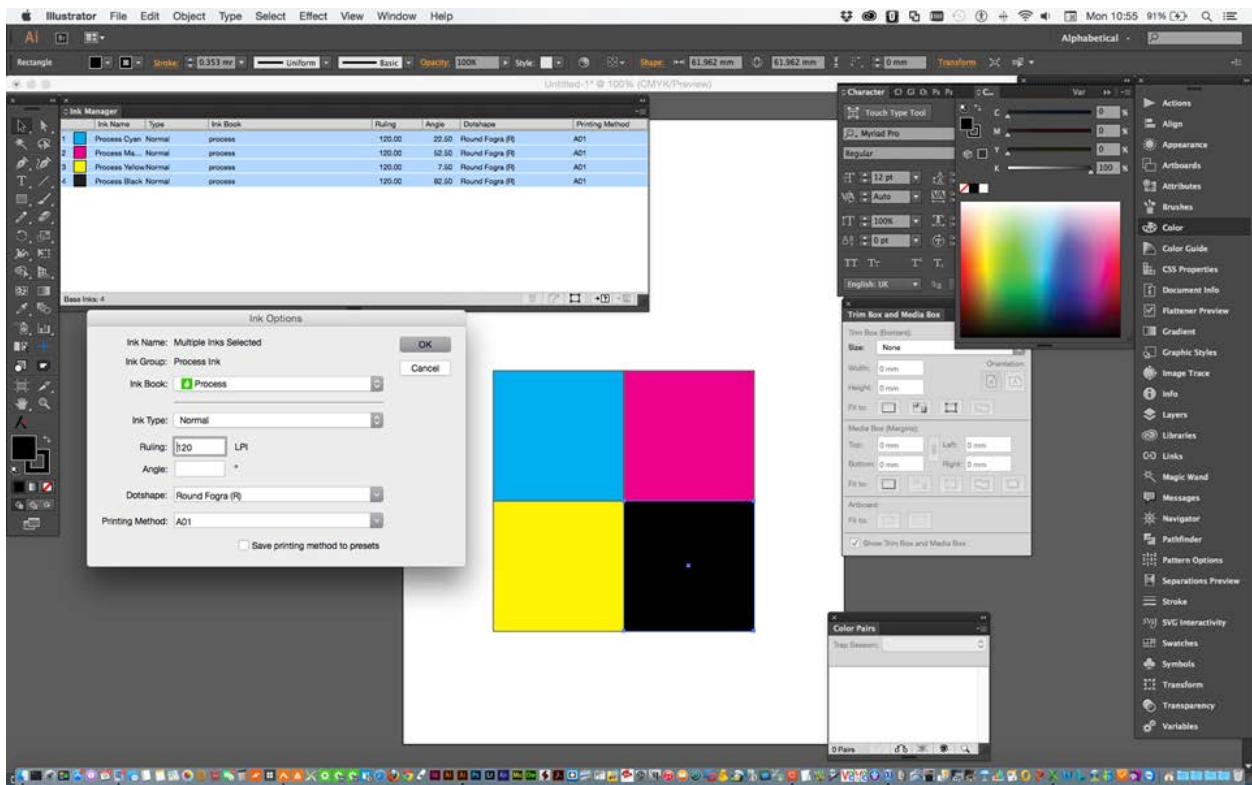 Illustrator File Edit Object Type Select Effect View Window Help Mon 10:55 91%
Ai Alphabetical
Rectangle Stroke: 0.353 mm Uniform Basic Opacity: 100% Style: Shape: 61.962 mm 61.962 mm 0 mm Transform
Untitled-1* @ 100% (CMYK/Preview)
Ink Manager
Ink Name Type Ink Book Ruling Angle Dotshape Printing Method
1 Process Cyan Normal process 120.00 22.50 Round Fogra (R) A01
2 Process Ma... Normal process 120.00 52.50 Round Fogra (R) A01
3 Process Yellow Normal process 120.00 7.50 Round Fogra (R) A01
4 Process Black Normal process 120.00 82.50 Round Fogra (R) A01
Base Inks: 4
Ink Options
Ink Name: Multiple Inks Selected
Ink Group: Process Ink
Ink Book: Process
Ink Type: Normal
Ruling: 120 LPI
Angle: °
Dotshape: Round Fogra (R)
Printing Method: A01
Save printing method to presets
OK
Cancel
Character
Touch Type Tool
Myriad Pro
Regular
12 pt
Auto
100%
0 pt
English: UK
C... Var
C 0 %
M 0 %
Y 0 %
K 100 %
Trim Box and Media Box
Trim Box (Borders):
Size: None
Width: 0 mm Orientation:
Height: 0 mm
Fit to:
Media Box (Margins):
Top: 0 mm Left: 0 mm
Bottom: 0 mm Right: 0 mm
Fit to:
Artboard:
Fit to:
Show Trim Box and Media Box
Color Pairs
Trap Session:
0 Pairs
Actions
Align
Appearance
Artboards
Attributes
Brushes
Color
Color Guide
CSS Properties
Document Info
Flattener Preview
Gradient
Graphic Styles
Image Trace
Info
Layers
Libraries
Links
Magic Wand
Messages
Navigator
Pathfinder
Pattern Options
Separations Preview
Stroke
SVG Interactivity
Swatches
Symbols
Transform
Transparency
Variables